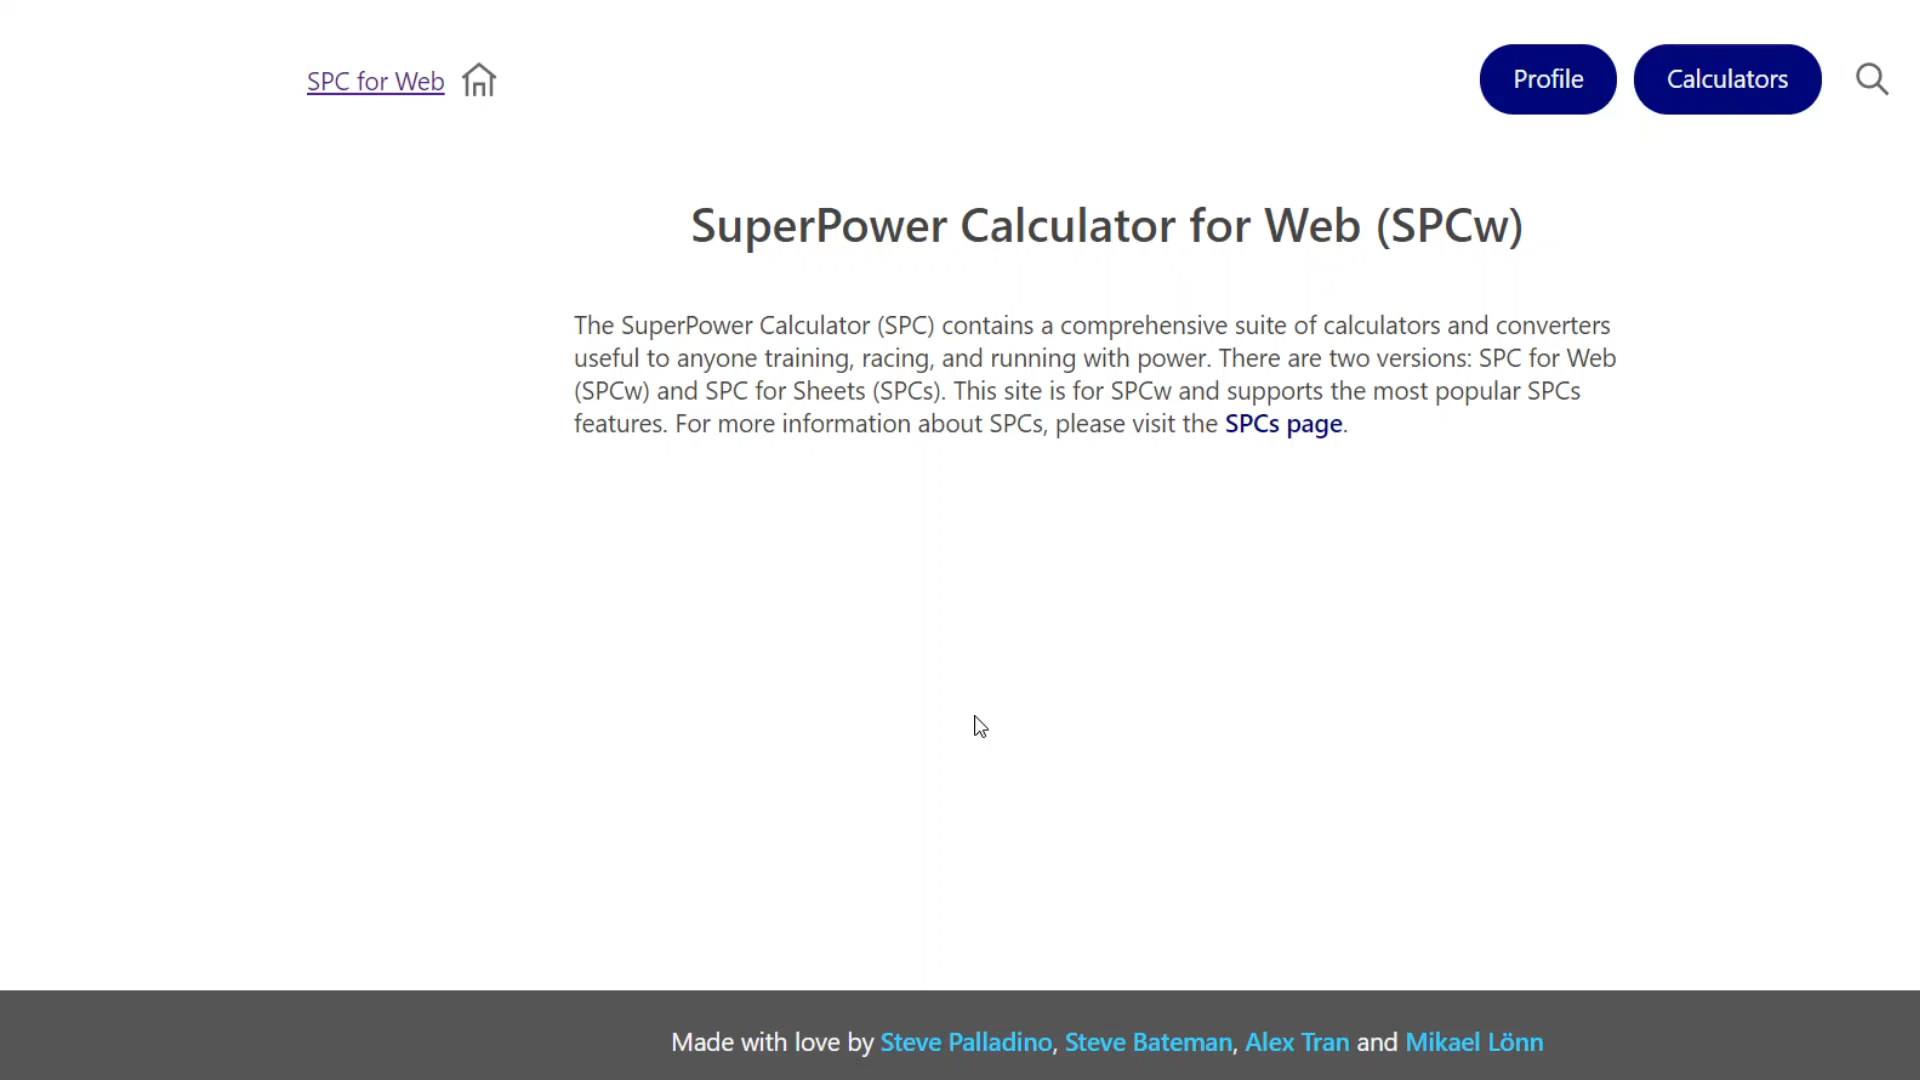 SPC for Web
Profile
Calculators
SuperPower Calculator for Web (SPCw)
The SuperPower Calculator (SPC) contains a comprehensive suite of calculators and converters
useful to anyone training, racing, and running with power. There are two versions: SPC for Web
(SPCw) and SPC for Sheets (SPCs). This site is for SPCw and supports the most popular SPCs
features. For more information about SPCs, please visit the SPCs page.
Made with love by Steve Palladino, Steve Bateman, Alex Tran and Mikael Lönn